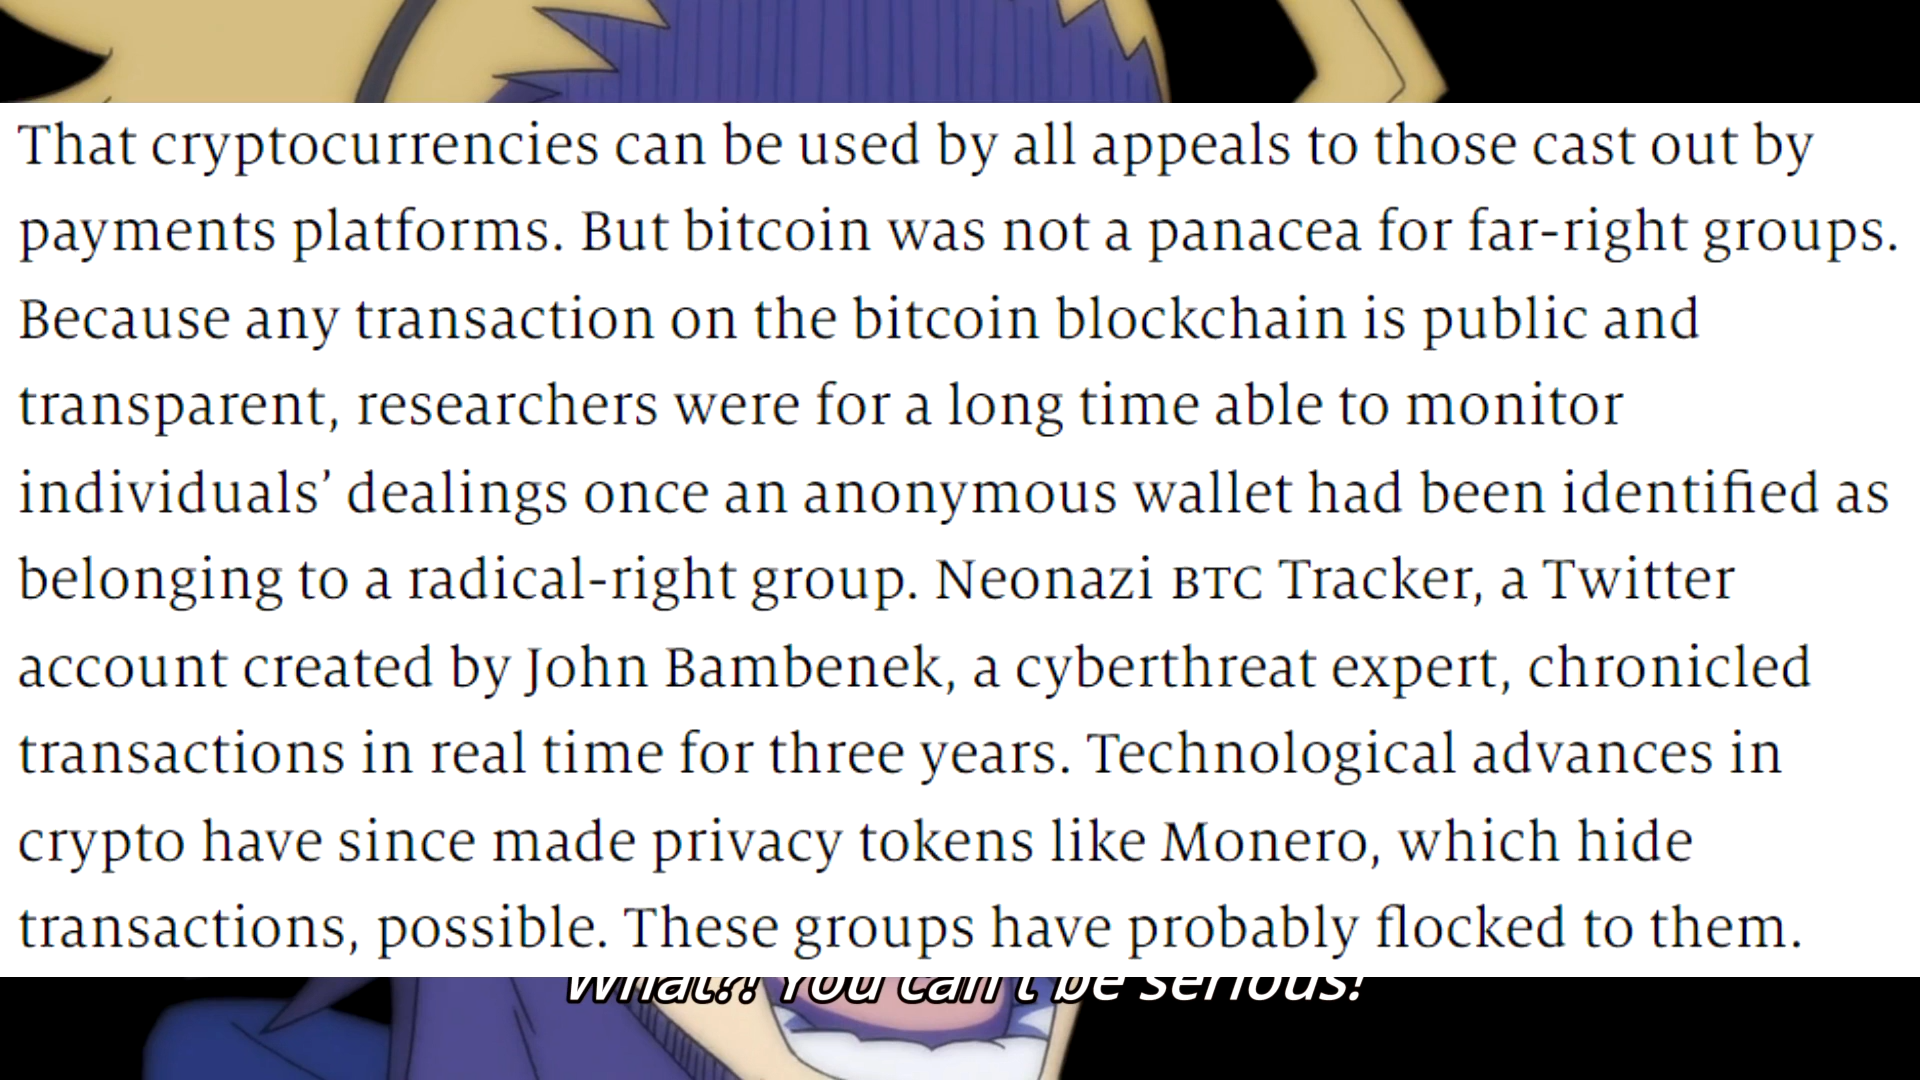 That cryptocurrencies can be used by all appeals to those cast out by
payments platforms. But bitcoin was not a panacea for far-right groups.
Because any transaction on the bitcoin blockchain is public and
transparent, researchers were for a long time able to monitor
individuals’ dealings once an anonymous wallet had been identified as
belonging to a radical-right group. Neonazi BTC Tracker, a Twitter
account created by John Bambenek, a cyberthreat expert, chronicled
transactions in real time for three years. Technological advances in
crypto have since made privacy tokens like Monero, which hide
transactions, possible. These groups have probably flocked to them.
What?! You can't be serious!